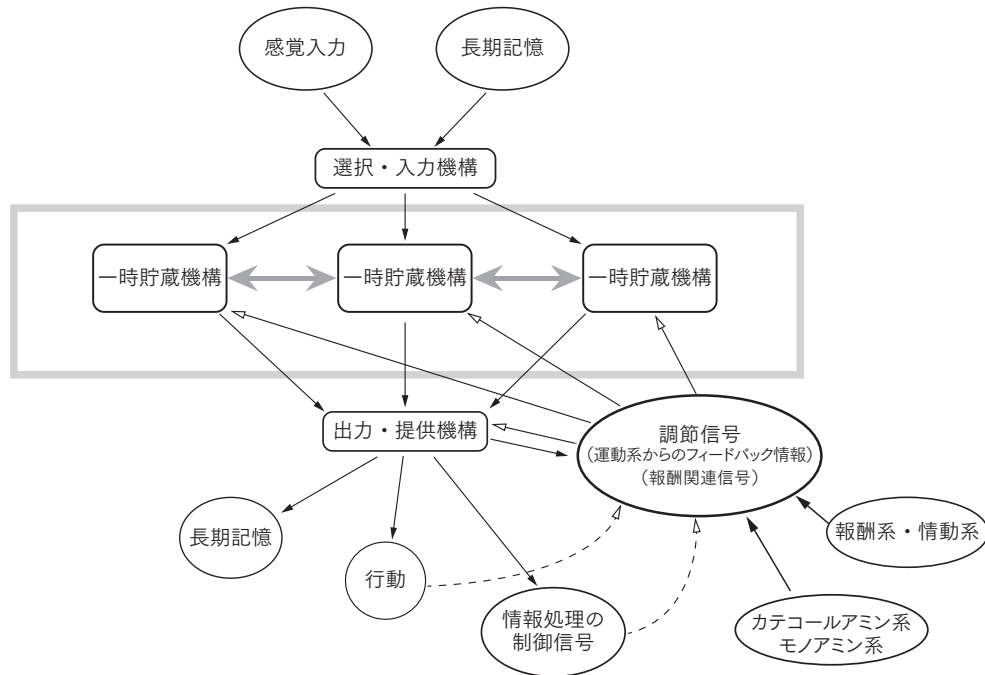 感覚入力
長期記憶
選択・入力機構
一時貯蔵機構
一時貯蔵機構
一時貯蔵機構
出力・提供機構
調節信号
（運動系からのフィードバック情報）
（報酬関連信号）
長期記憶
行動
情報処理の
制御信号
報酬系・情動系
カテコールアミン系
モノアミン系